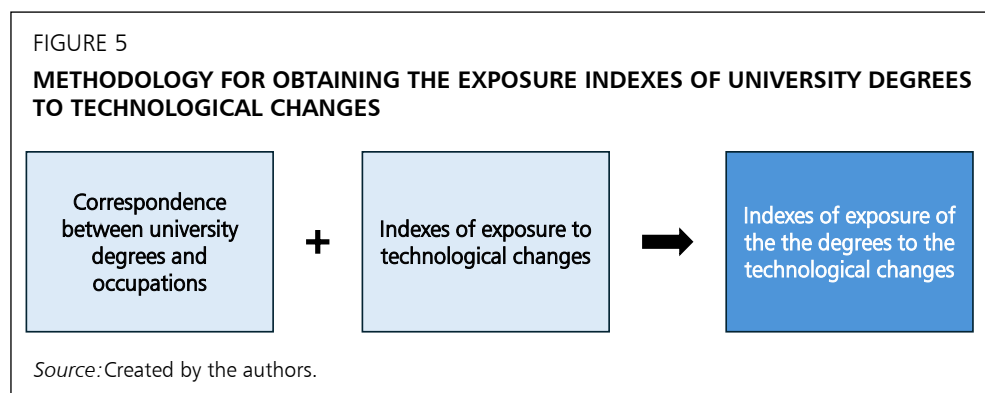 FIGURE 5
METHODOLOGY FOR OBTAINING THE EXPOSURE INDEXES OF UNIVERSITY DEGREES
TO TECHNOLOGICAL CHANGES
Correspondence
between university
degrees and
occupations
+
Indexes of exposure to
technological changes
Indexes of exposure of
the the degrees to the
technological changes
Source: Created by the authors.